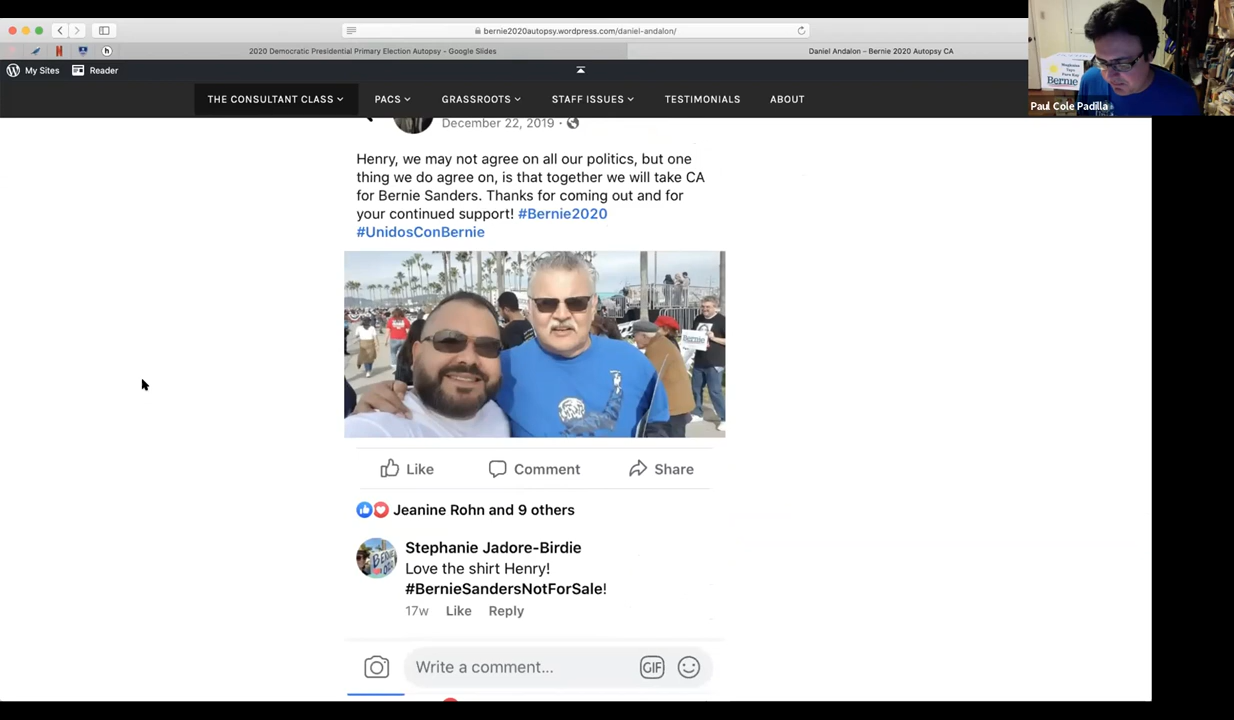 bernie2020autopsy.wordpress.com/daniel-andalon/
2020 Democratic Presidential Primary Election Autopsy - Google Slides
Daniel Andalon – Bernie 2020 Autopsy CA
My Sites
Reader
THE CONSULTANT CLASS
PACS
GRASSROOTS
STAFF ISSUES
TESTIMONIALS
ABOUT
Bernie
Paul Cole Padilla
December 22, 2019 ·
Henry, we may not agree on all our politics, but one
thing we do agree on, is that together we will take CA
for Bernie Sanders. Thanks for coming out and for
your continued support! #Bernie2020
#UnidosConBernie
Bernie
Like
Comment
Share
Jeanine Rohn and 9 others
Stephanie Jadore-Birdie
Love the shirt Henry!
#BernieSandersNotForSale!
17w Like Reply
Write a comment...
GIF